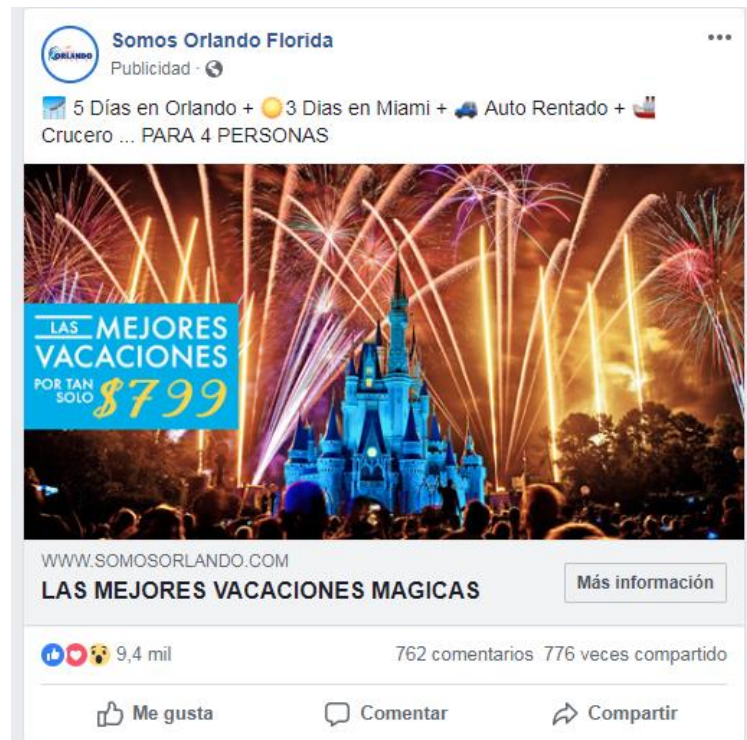 ORLANDO
Somos Orlando Florida
Publicidad ·
5 Días en Orlando + 3 Dias en Miami + Auto Rentado +
Crucero ... PARA 4 PERSONAS
LAS MEJORES
VACACIONES
POR TAN
SOLO $799
WWW.SOMOSORLANDO.COM
LAS MEJORES VACACIONES MAGICAS
Más información
9,4 mil
762 comentarios 776 veces compartido
Me gusta
Comentar
Compartir